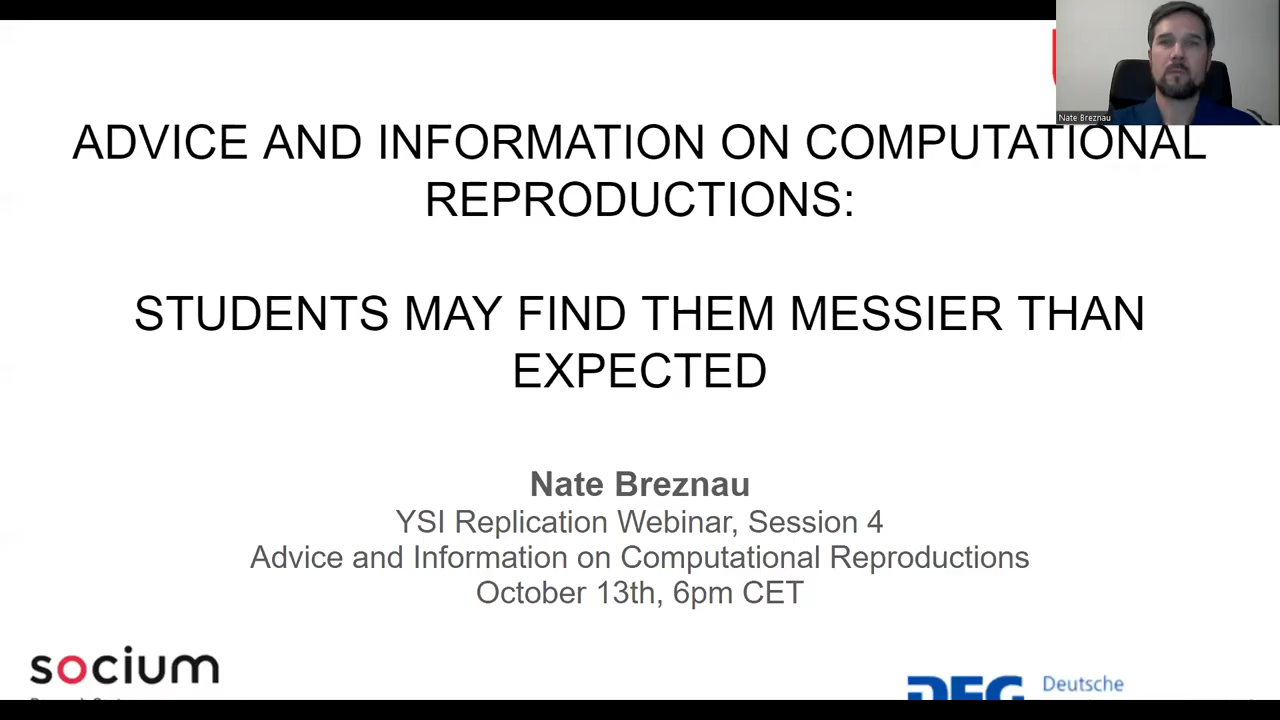 Nate Breznau
ADVICE AND INFORMATION ON COMPUTATIONAL
REPRODUCTIONS:
STUDENTS MAY FIND THEM MESSIER THAN
EXPECTED
Nate Breznau
YSI Replication Webinar, Session 4
Advice and Information on Computational Reproductions
October 13th, 6pm CET
socium
DFG Deutsche